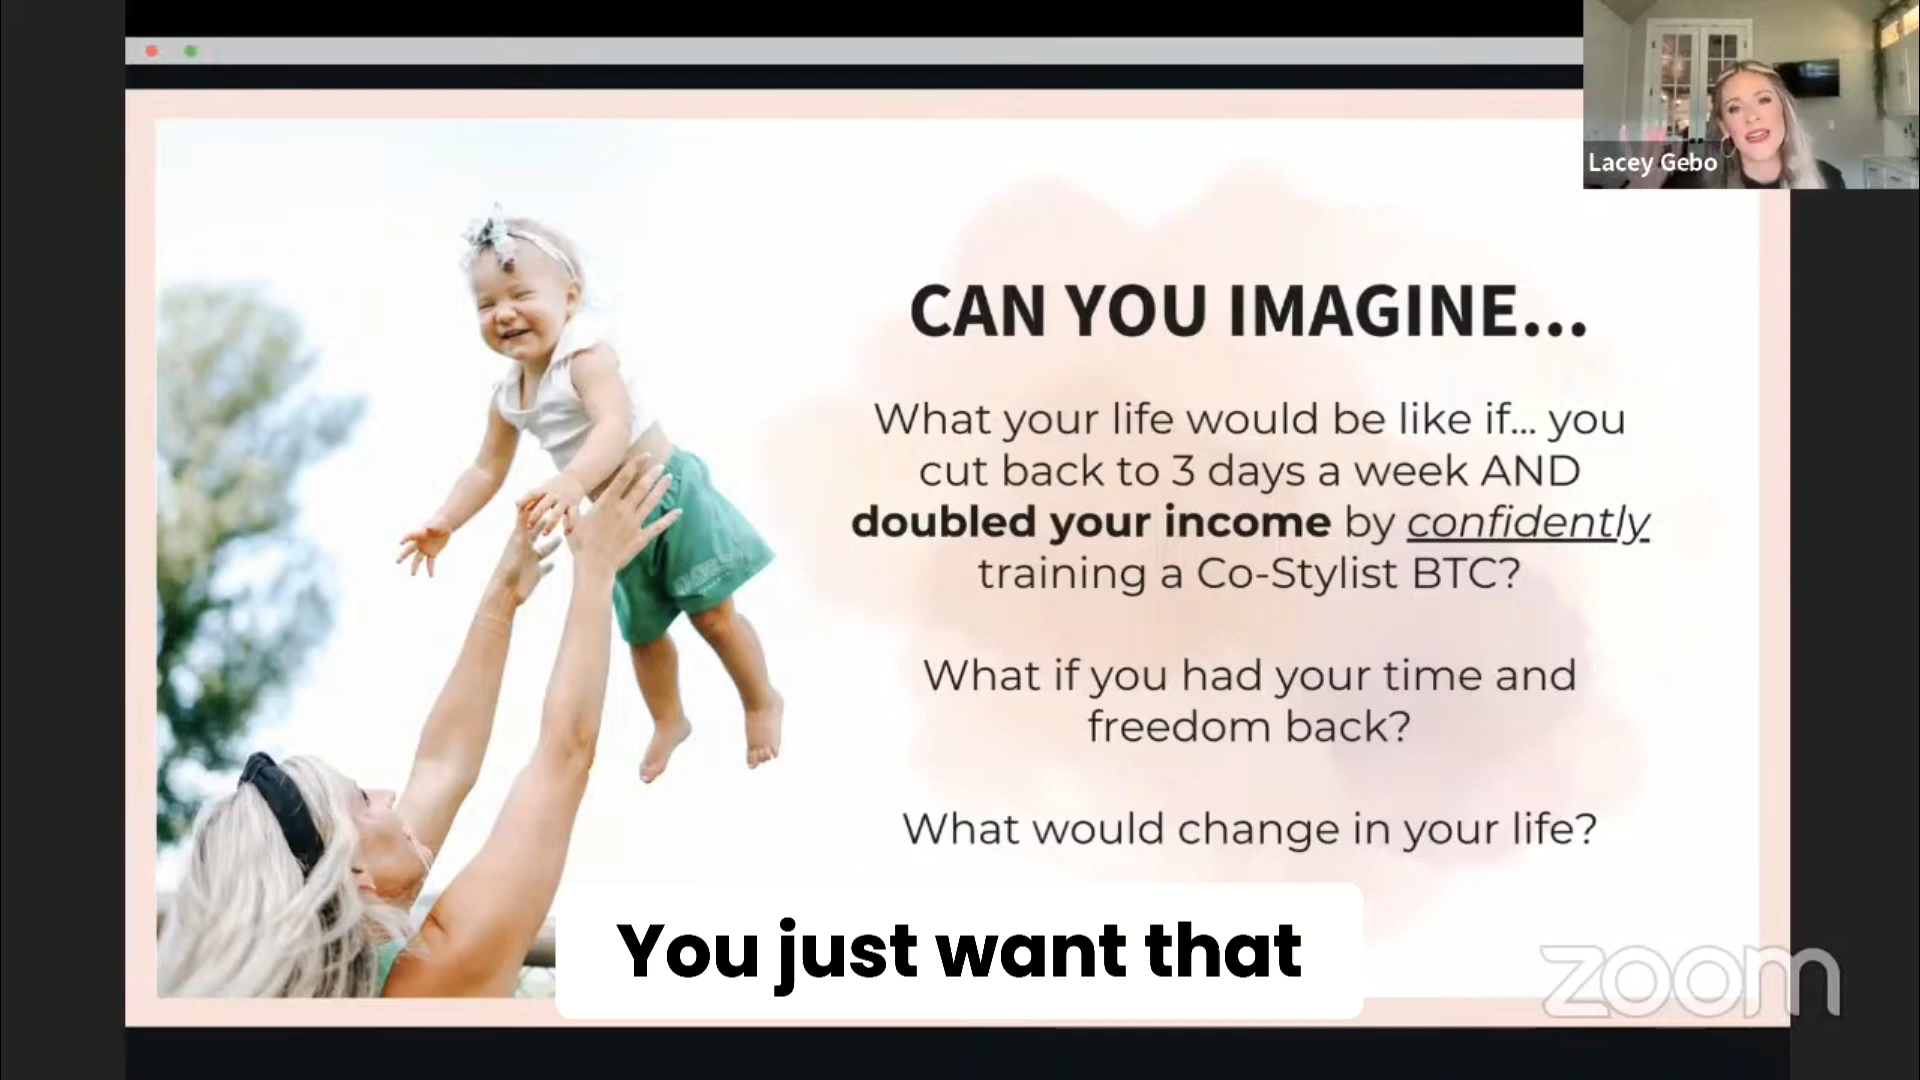 Lacey Gebo
CAN YOU IMAGINE...
What your life would be like if... you
cut back to 3 days a week AND
doubled your income by confidently
training a Co-Stylist BTC?
What if you had your time and
freedom back?
What would change in your life?
You just want that
zoom